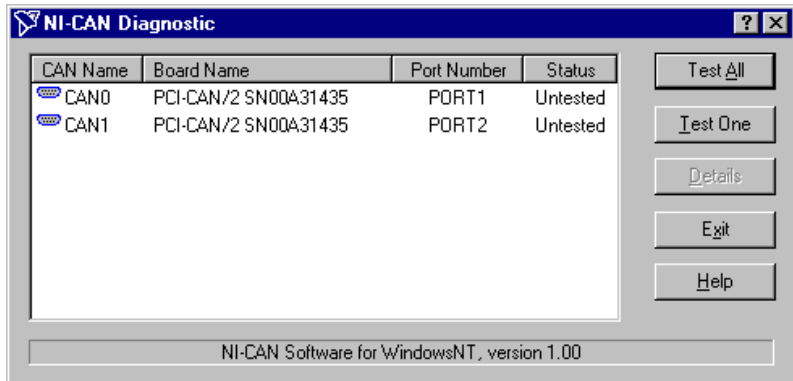 NI-CAN Diagnostic
CAN Name Board Name Port Number Status
CAN0 PCI-CAN/2 SN00A31435 PORT1 Untested
CAN1 PCI-CAN/2 SN00A31435 PORT2 Untested
Test All
Test One
Details
Exit
Help
NI-CAN Software for WindowsNT, version 1.00